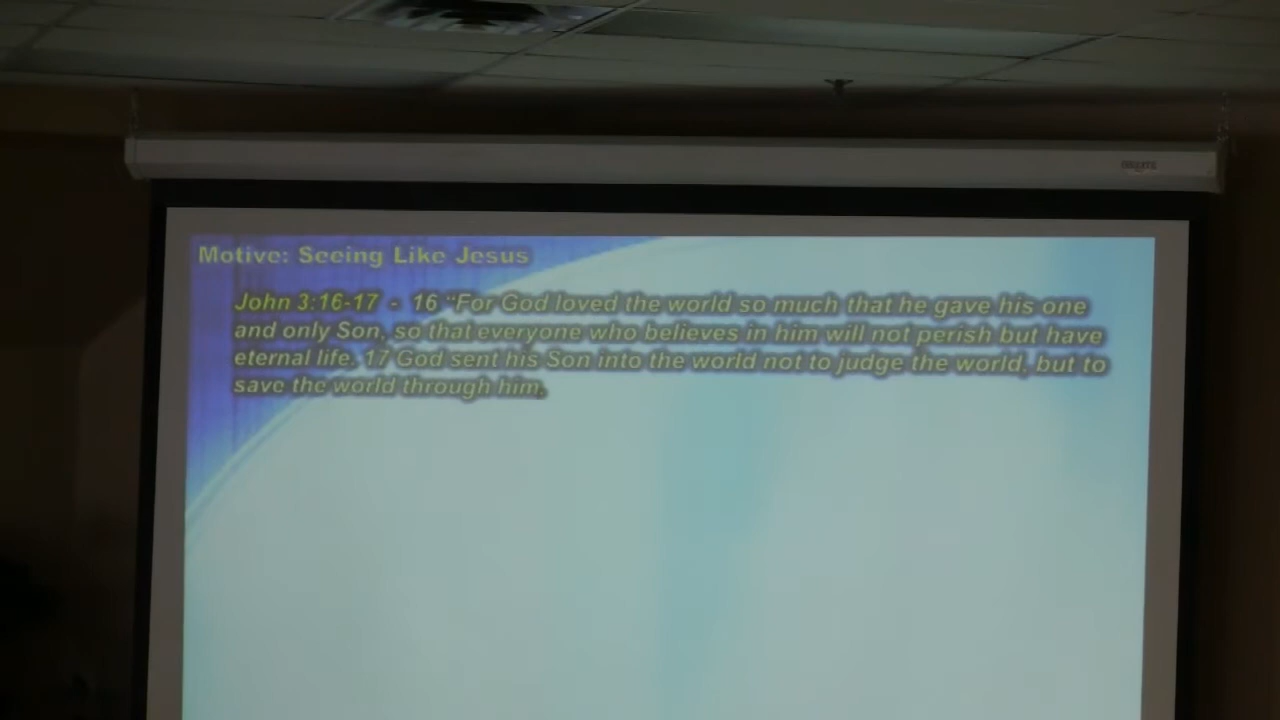 Motive: Seeing Like Jesus
John 3:16-17 - 16 “For God loved the world so much that he gave his one
and only Son, so that everyone who believes in him will not perish but have
eternal life. 17 God sent his Son into the world not to judge the world, but to
save the world through him.